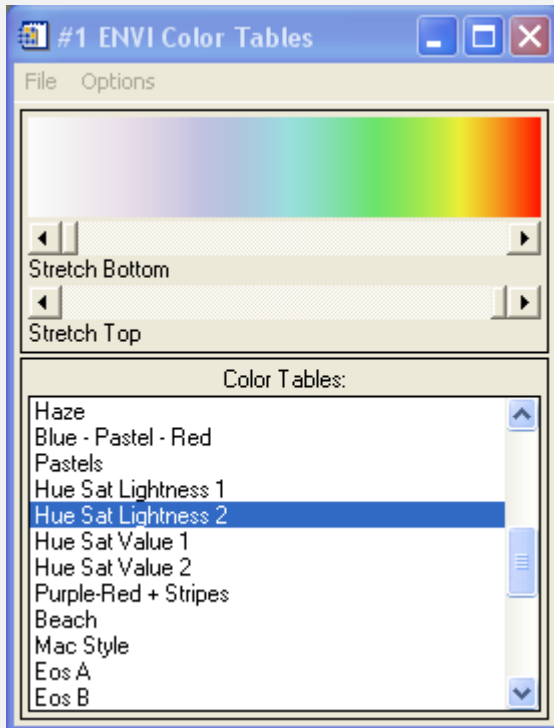 #1 ENVI Color Tables
File Options
Stretch Bottom
Stretch Top
Color Tables:
Haze
Blue - Pastel - Red
Pastels
Hue Sat Lightness 1
Hue Sat Lightness 2
Hue Sat Value 1
Hue Sat Value 2
Purple-Red + Stripes
Beach
Mac Style
Eos A
Eos B